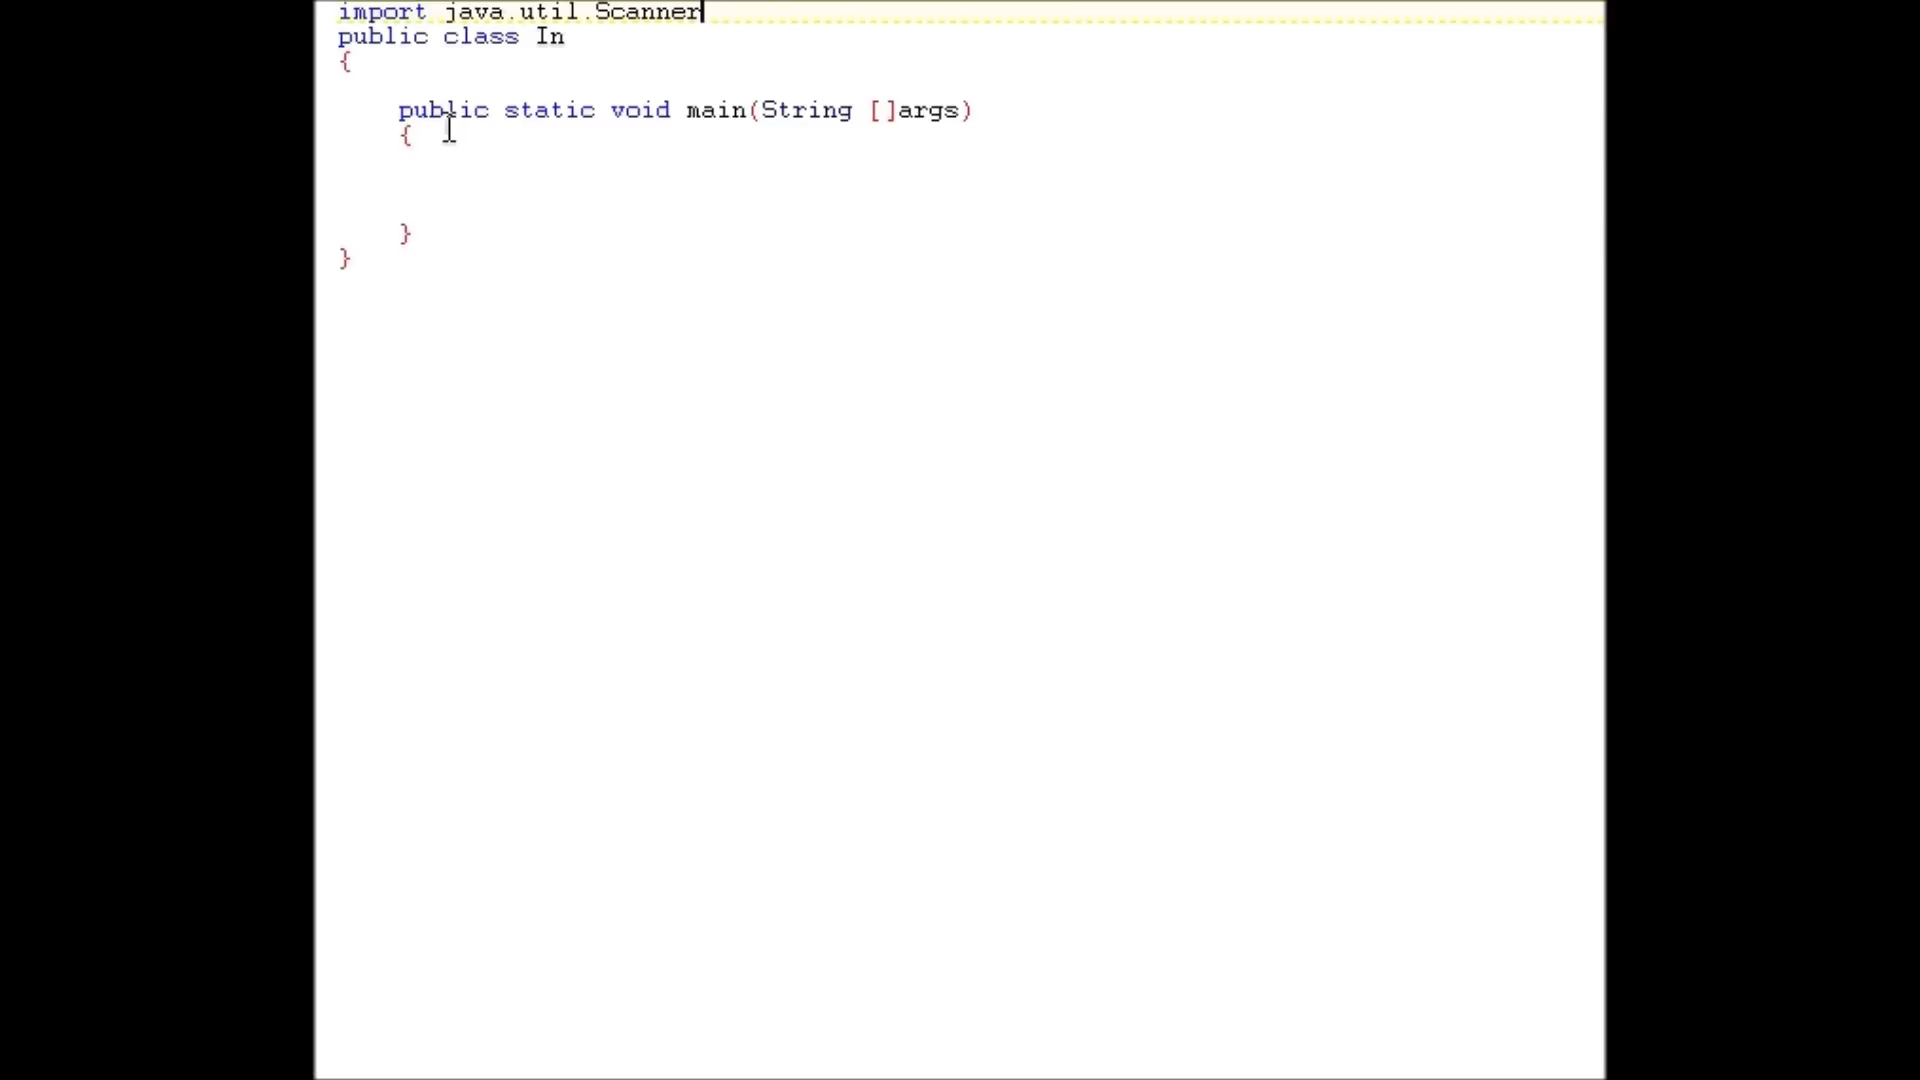 import java.util.Scanner
public class In
{
public static void main(String []args)
{
}
}